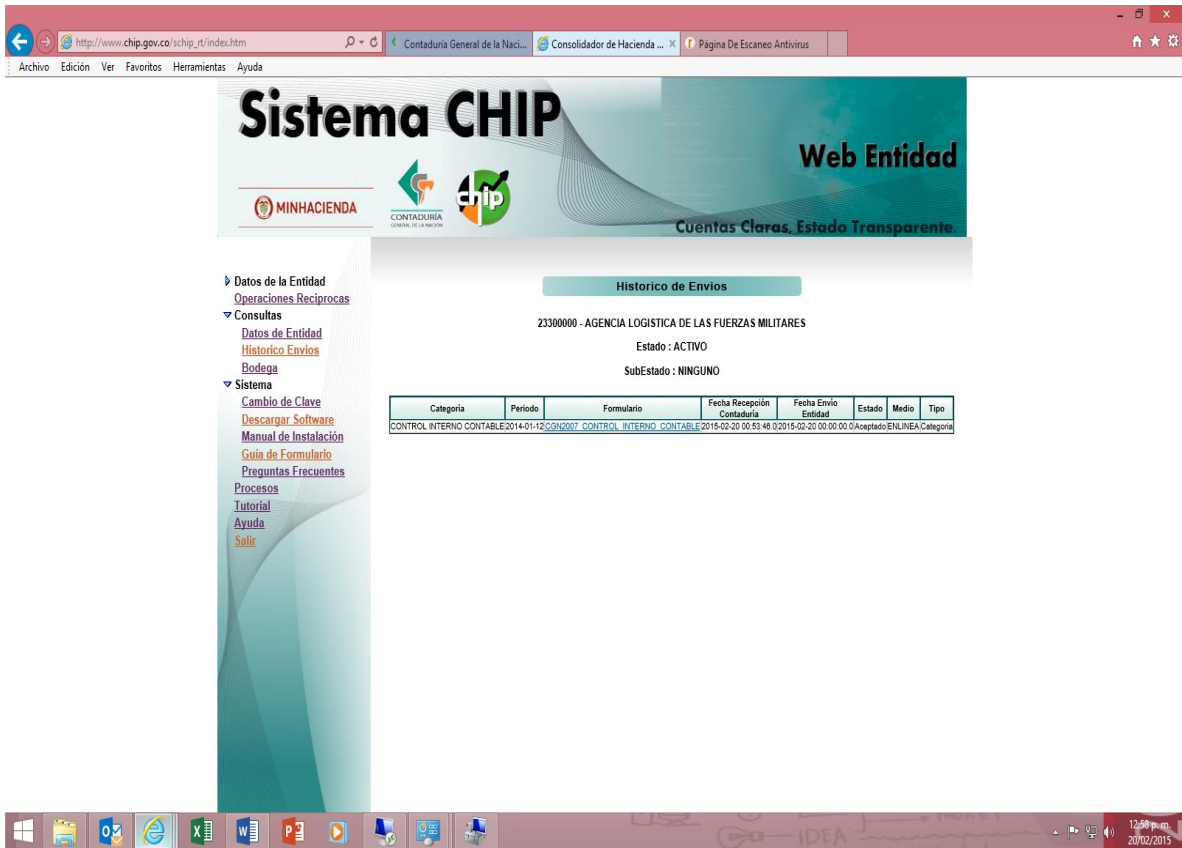 http://www.chip.gov.co/schip_rt/index.htm
Contaduría General de la Naci...
Consolidador de Hacienda ...
Página De Escaneo Antivirus
Archivo Edición Ver Favoritos Herramientas Ayuda
Sistema CHIP
Web Entidad
MINHACIENDA
CONTADURÍA
GENERAL DE LA NACIÓN
chip
Cuentas Claras, Estado Transparente.
Datos de la Entidad
Operaciones Reciprocas
Consultas
Datos de Entidad
Historico Envios
Bodega
Sistema
Cambio de Clave
Descargar Software
Manual de Instalación
Guía de Formulario
Preguntas Frecuentes
Procesos
Tutorial
Ayuda
Salir
Historico de Envios
23300000 - AGENCIA LOGISTICA DE LAS FUERZAS MILITARES
Estado : ACTIVO
SubEstado : NINGUNO
Categoria Periodo Formulario Fecha Recepción Contaduría Fecha Envio Entidad Estado Medio Tipo
CONTROL INTERNO CONTABLE 2014-01-12 CGN2007_CONTROL_INTERNO_CONTABLE 2015-02-20 00:53:46.0 2015-02-20 00:00:00.0 Aceptado ENLINEA Categoria
IDEA
12:58 p. m.
20/02/2015